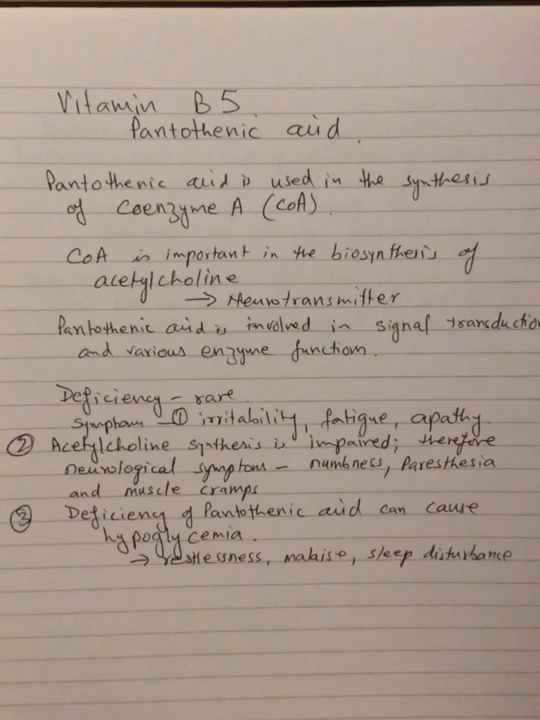 Vitamin B5
Pantothenic acid.
Pantothenic acid is used in the synthesis
of Coenzyme A (CoA).
CoA is important in the biosynthesis of
acetylcholine
→ Neurotransmitter
Pantothenic acid is involved in signal transductio
and various enzyme functions.
Deficiency - rare
Symptoms - ① irritability, fatigue, apathy.
② Acetylcholine synthesis is impaired; therefore
neurological symptoms - numbness, Paresthesia
and muscle cramps
③ Deficiency of Pantothenic acid can cause
hypoglycemia.
→ restlessness, malaise, sleep disturbance